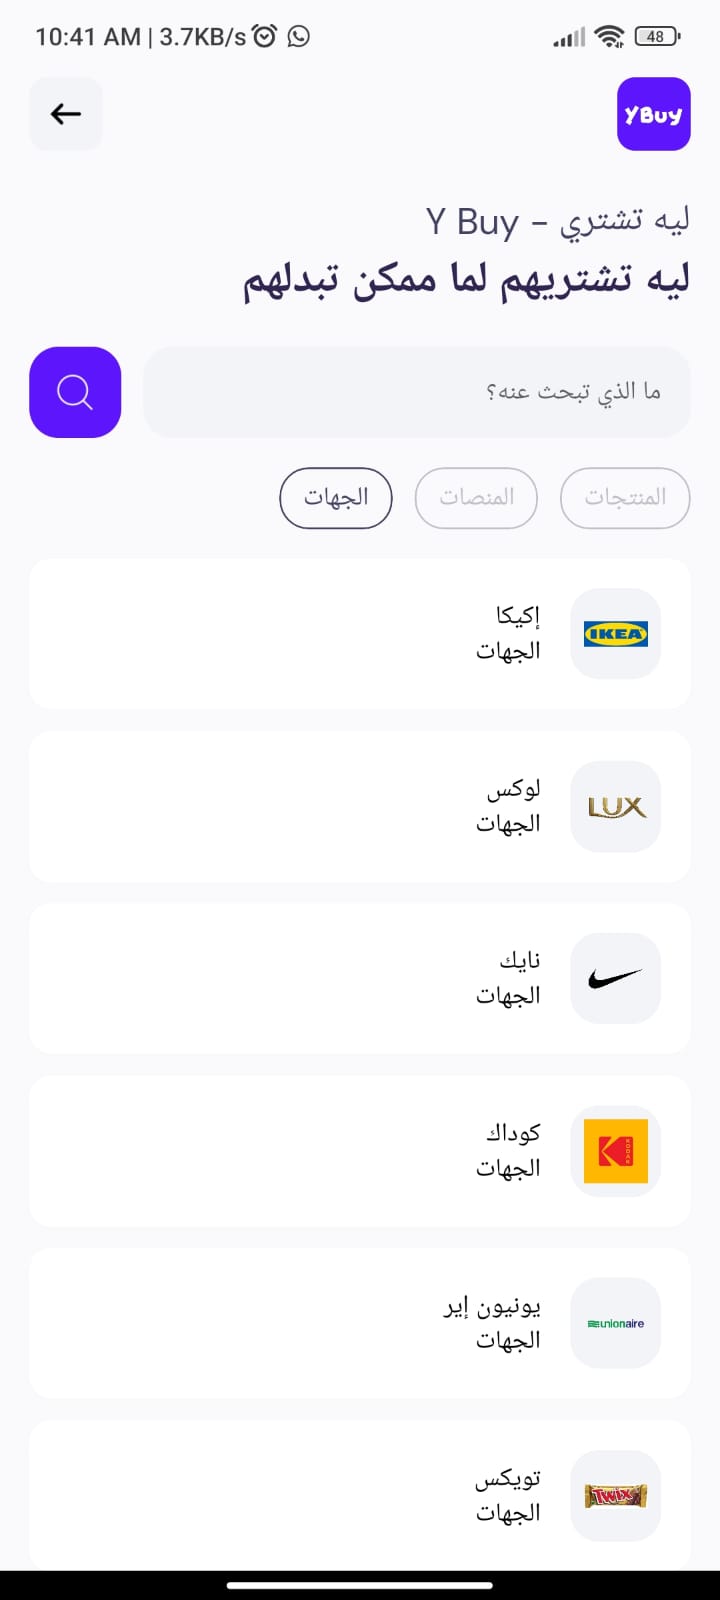 10:41 AM | 3.7KB/s
48
YBuy
ليه تشتري - Y Buy
ليه تشتريهم لما ممكن تبدلهم
ما الذي تبحث عنه؟
المنتجات
المنصات
الجهات
IKEA
إكيكا
الجهات
LUX
لوكس
الجهات
نايك
الجهات
KODAK
كوداك
الجهات
unionaire
يونيون إير
الجهات
TWIX
تويكس
الجهات